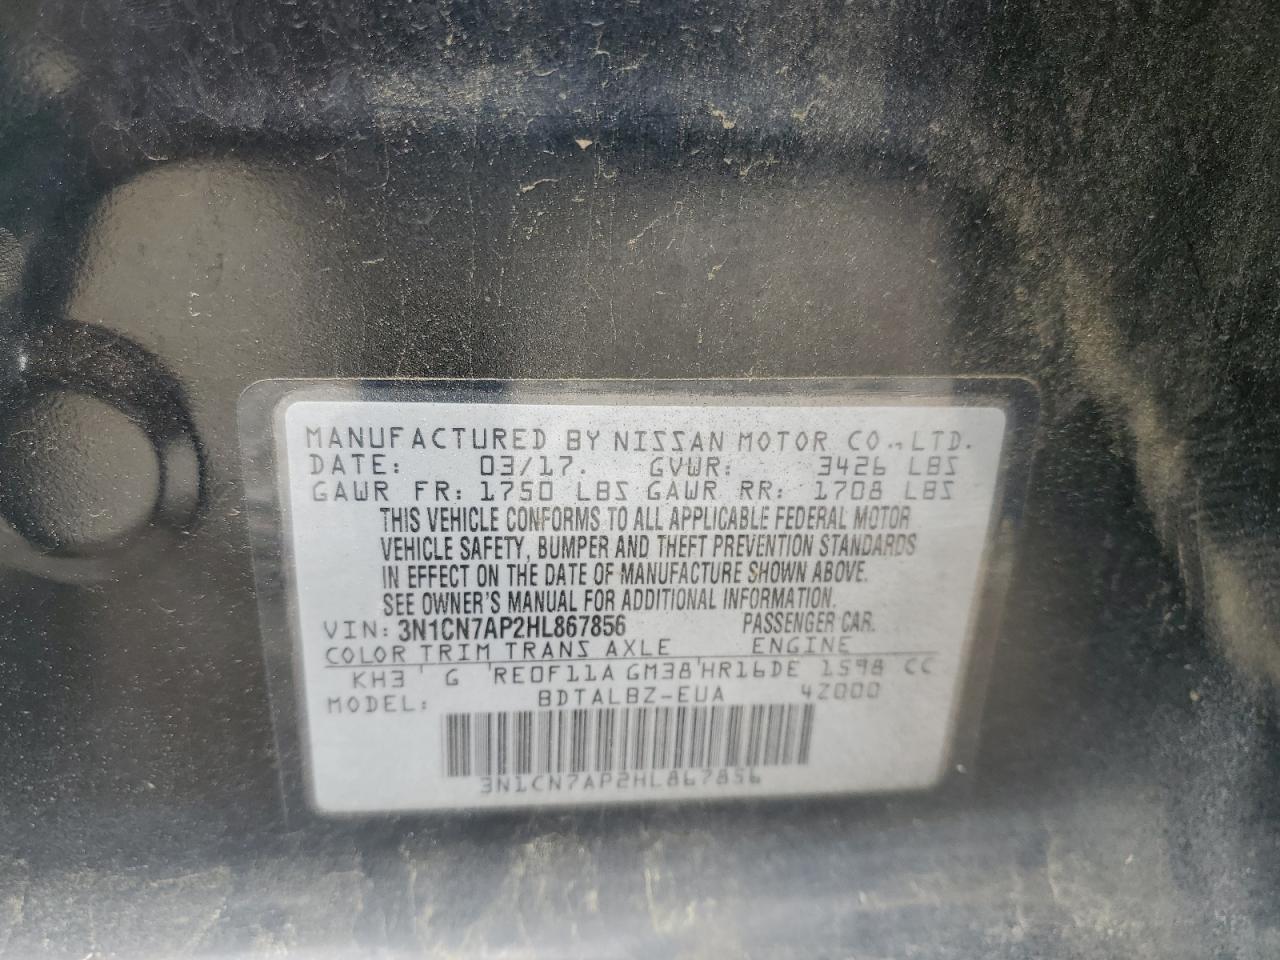 MANUFACTURED BY NISSAN MOTOR CO., LTD.
DATE: 03/17. GVWR: 3426 LBS
GAWR FR: 1750 LBS GAWR RR: 1708 LBS
THIS VEHICLE CONFORMS TO ALL APPLICABLE FEDERAL MOTOR
VEHICLE SAFETY, BUMPER AND THEFT PREVENTION STANDARDS
IN EFFECT ON THE DATE OF MANUFACTURE SHOWN ABOVE.
SEE OWNER'S MANUAL FOR ADDITIONAL INFORMATION.
VIN: 3N1CN7AP2HL867856 PASSENGER CAR.
COLOR TRIM TRANS AXLE ENGINE
KH3 G RE0F11A GM38 HR16DE 1598 CC
MODEL: BDTALBZ-EUA 4Z000
3N1CN7AP2HL867856